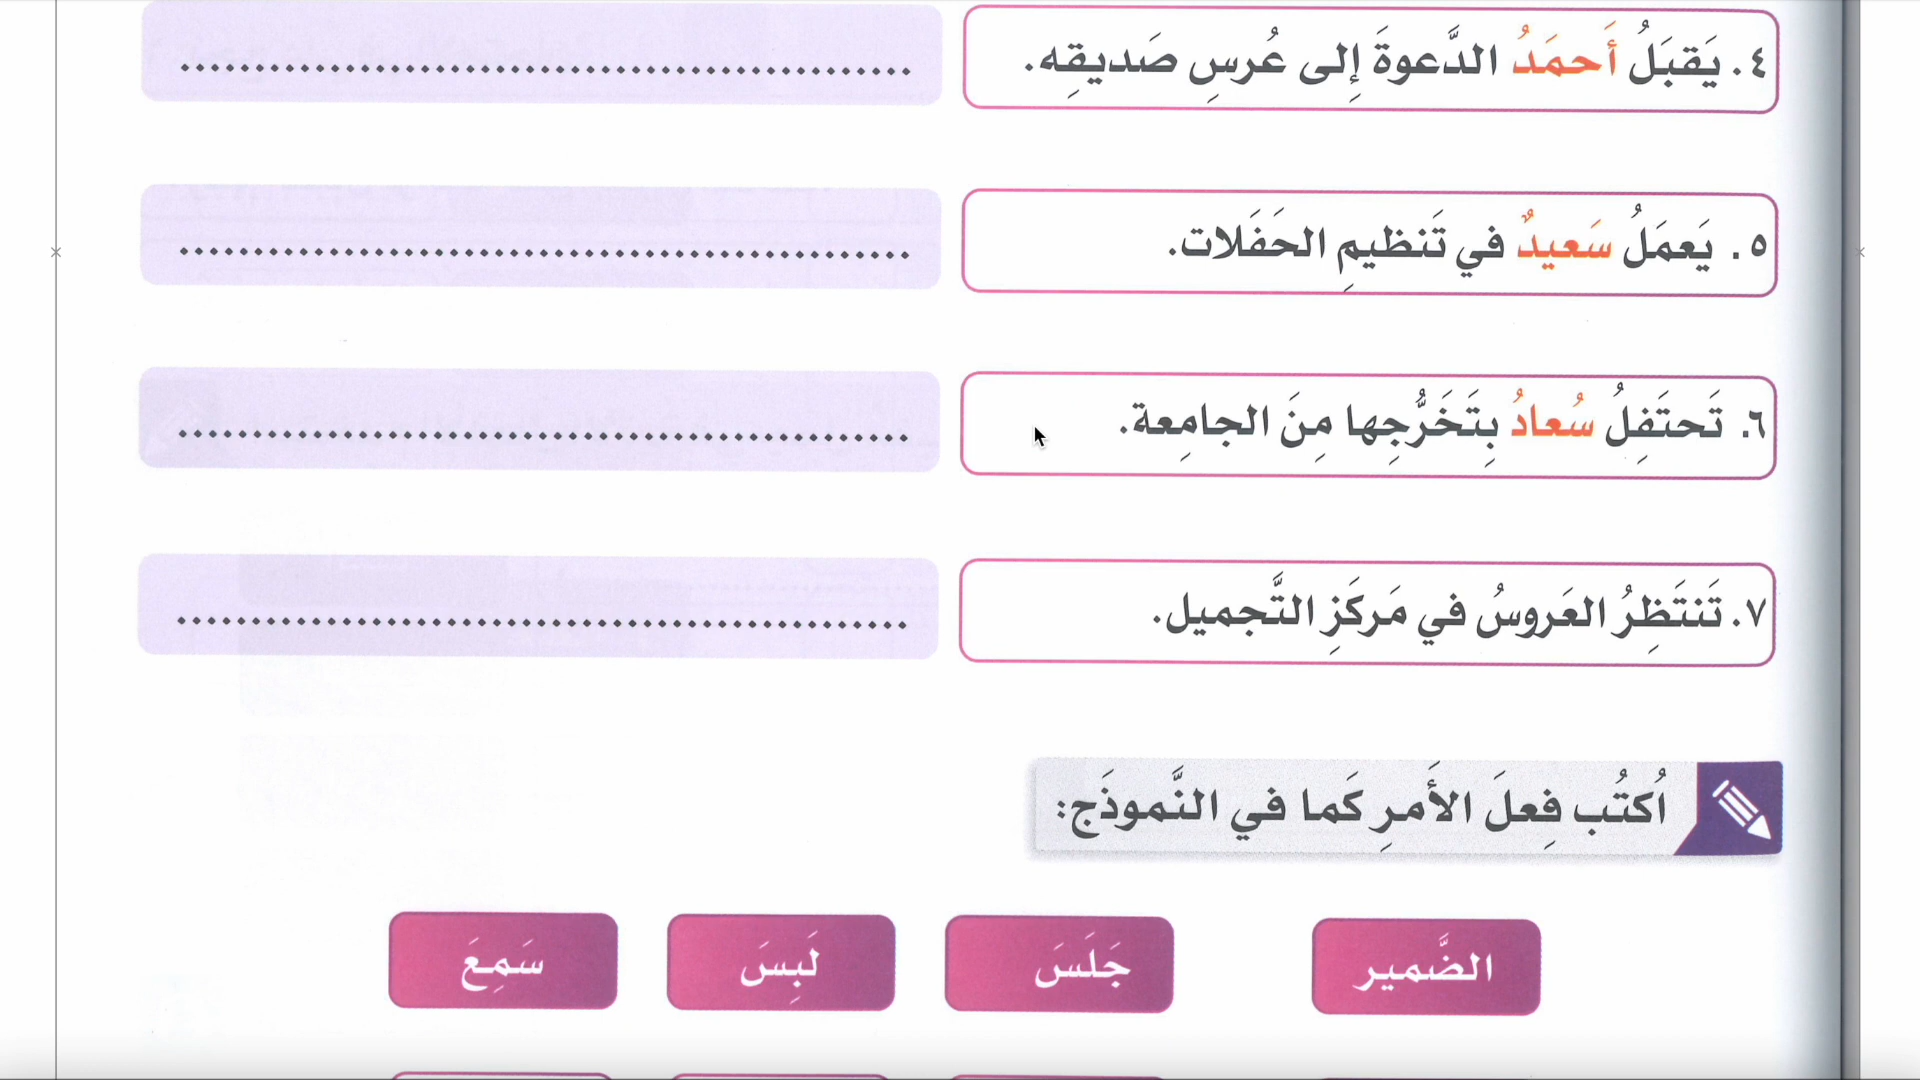 ٤. يَقبَلُ أَحمَدُ الدَّعوةَ إِلى عُرسِ صَديقِه.
٥. يَعمَلُ سَعيدٌ في تَنظيمِ الحَفَلات.
٦. تَحتَفِلُ سُعادُ بِتَخَرُّجِها مِنَ الجامِعة.
٧. تَنتَظِرُ العَروسُ في مَركَزِ التَّجميل.
اُكتُب فِعلَ الأَمرِ كَما في النَّموذَج:
الضَّمير جَلَسَ لَبِسَ سَمِعَ